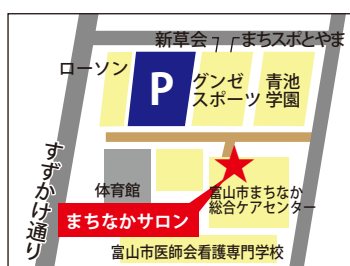 新草会
まちスポとやま
ローソン
P
グンゼ
スポーツ
青池
学園
すずかけ通り
体育館
富山市まちなか
総合ケアセンター
まちなかサロン
富山市医師会看護専門学校